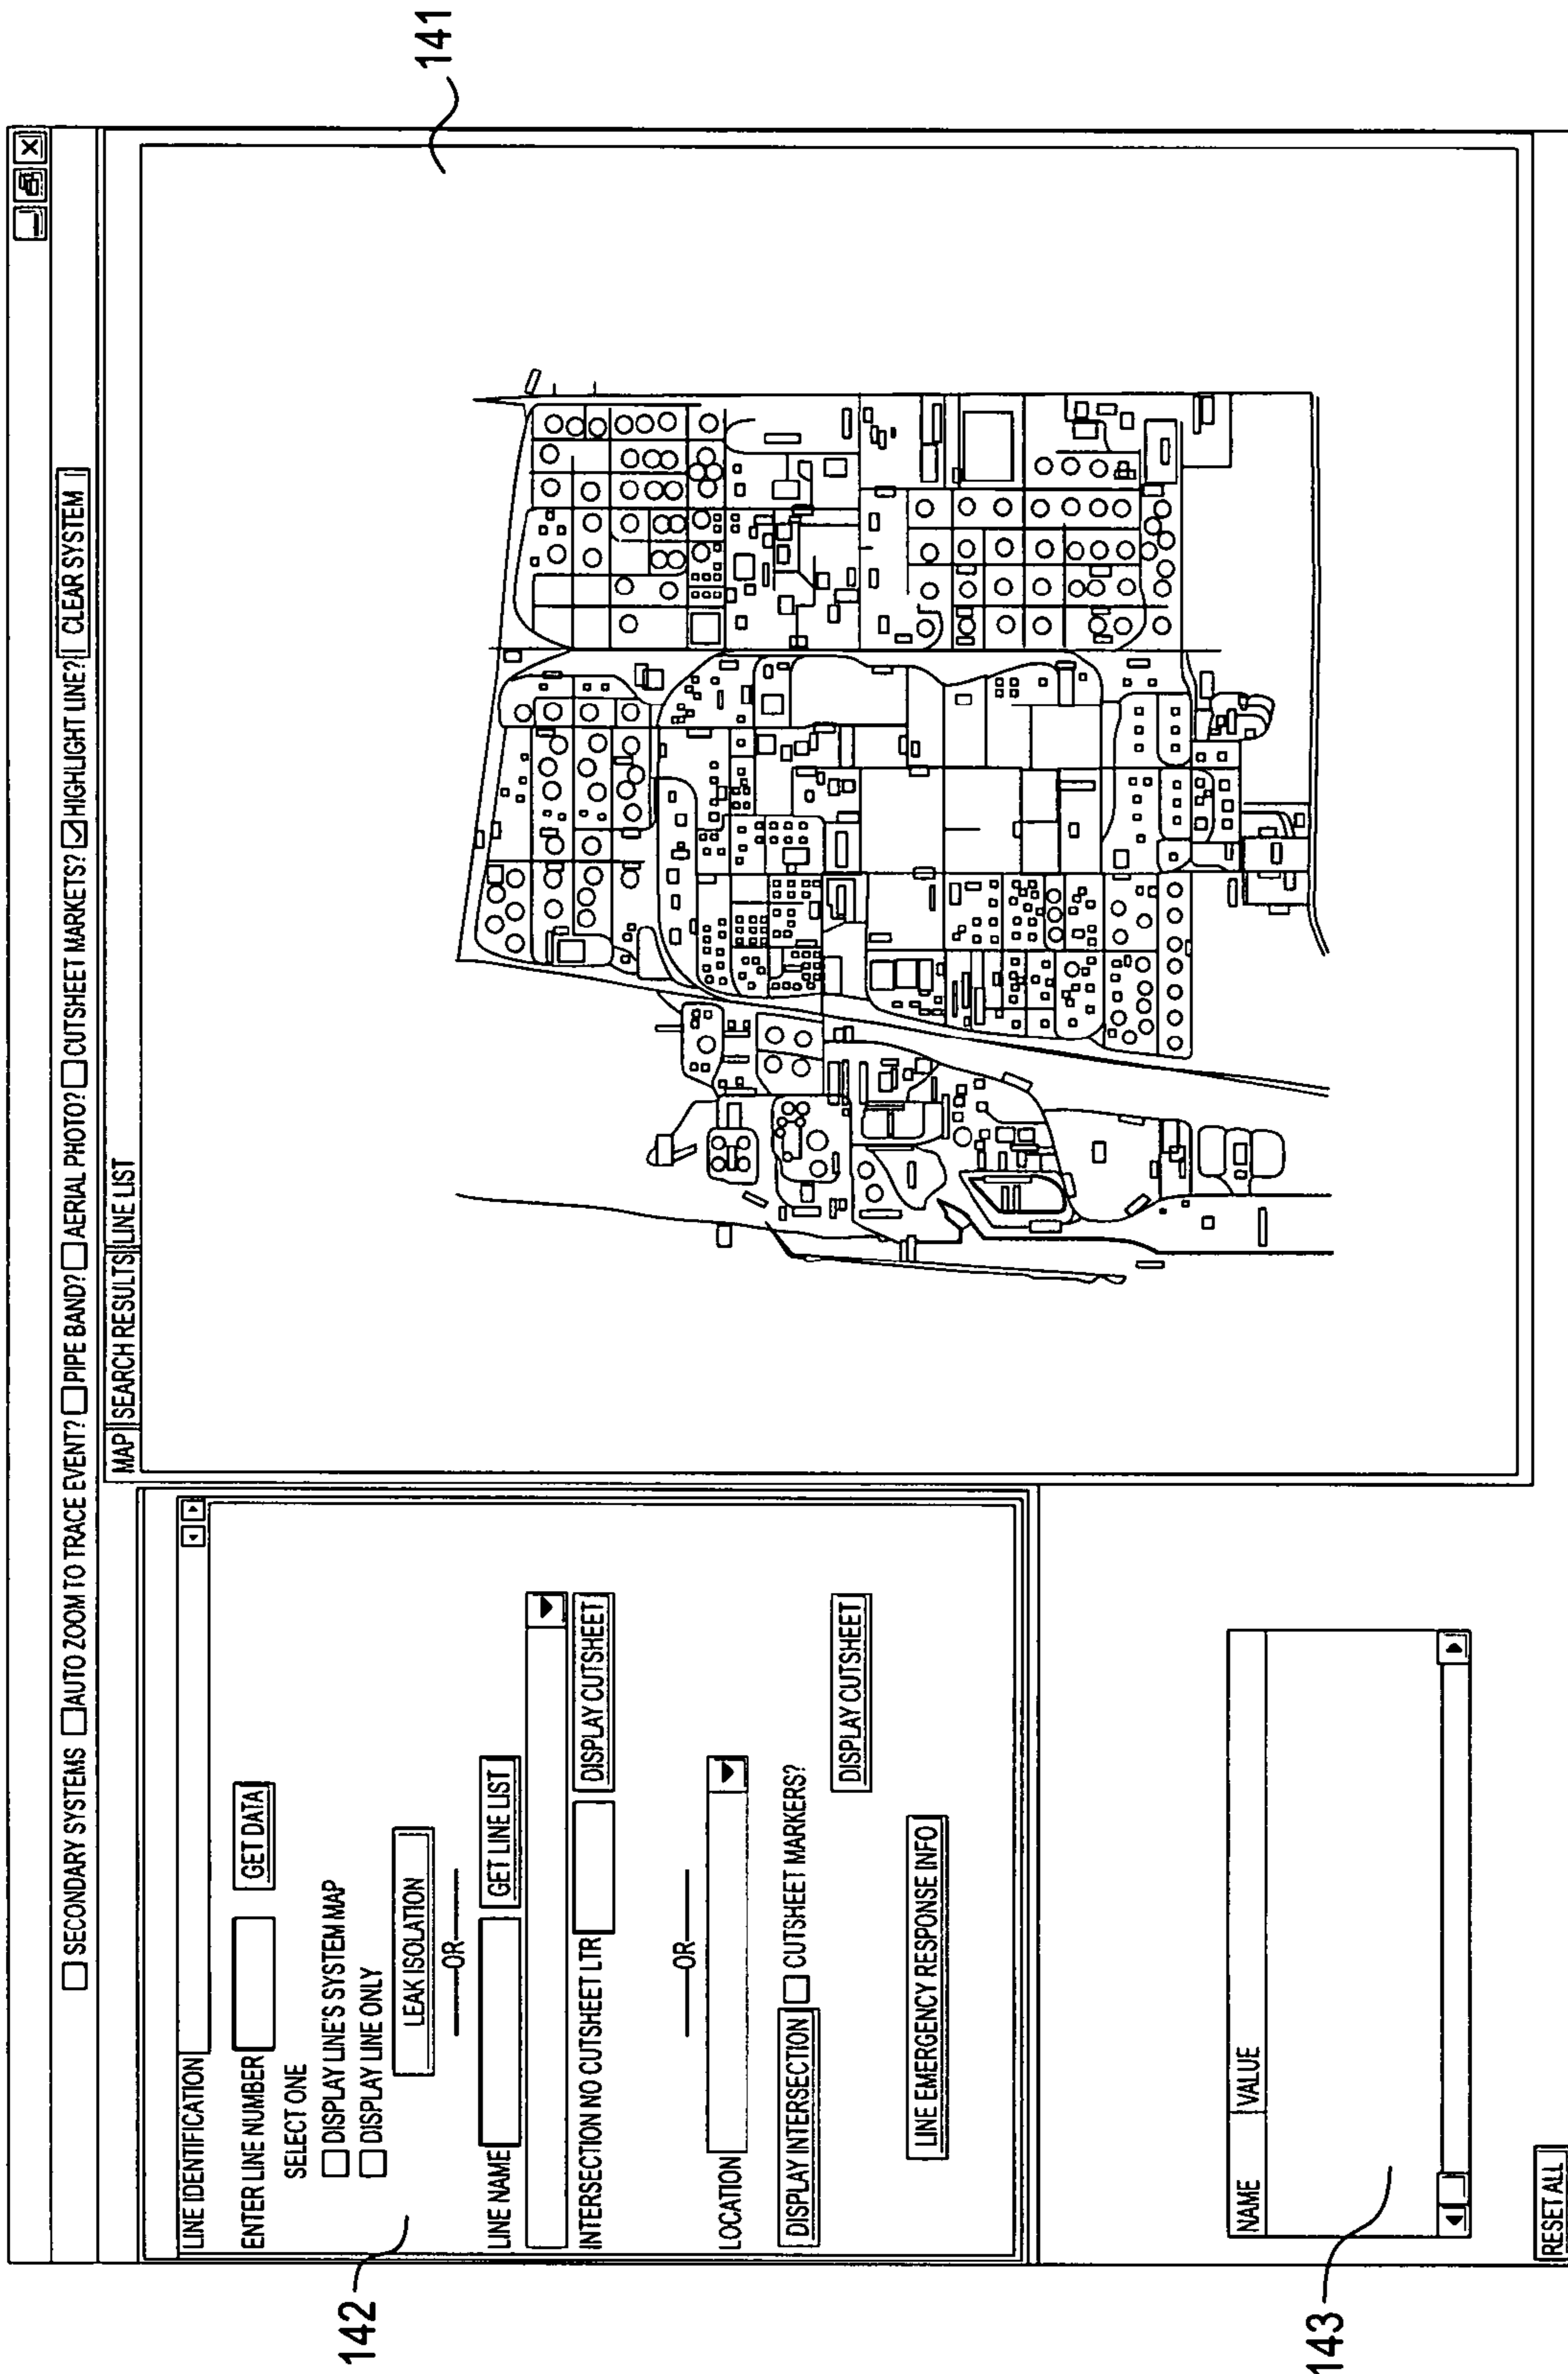 SECONDARY SYSTEMS AUTO ZOOM TO TRACE EVENT? PIPE BAND? AERIAL PHOTO? CUTSHEET MARKETS? HIGHLIGHT LINE? CLEAR SYSTEM
MAP SEARCH RESULTS LINE LIST
141
LINE IDENTIFICATION
ENTER LINE NUMBER GET DATA
SELECT ONE
DISPLAY LINE'S SYSTEM MAP
DISPLAY LINE ONLY
142
LEAK ISOLATION
OR
LINE NAME GET LINE LIST
INTERSECTION NO CUTSHEET LTR DISPLAY CUTSHEET
OR
LOCATION
DISPLAY INTERSECTION CUTSHEET MARKERS?
DISPLAY CUTSHEET
LINE EMERGENCY RESPONSE INFO
NAME VALUE
143
RESET ALL